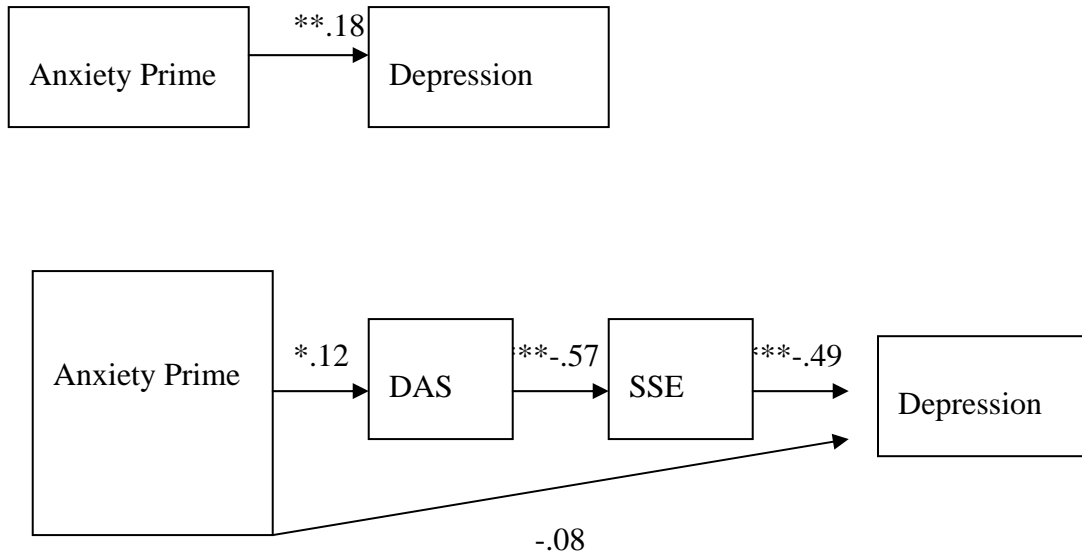 **.18
Anxiety Prime
Depression
*.12
***-.57
***-.49
Anxiety Prime
DAS
SSE
Depression
-.08